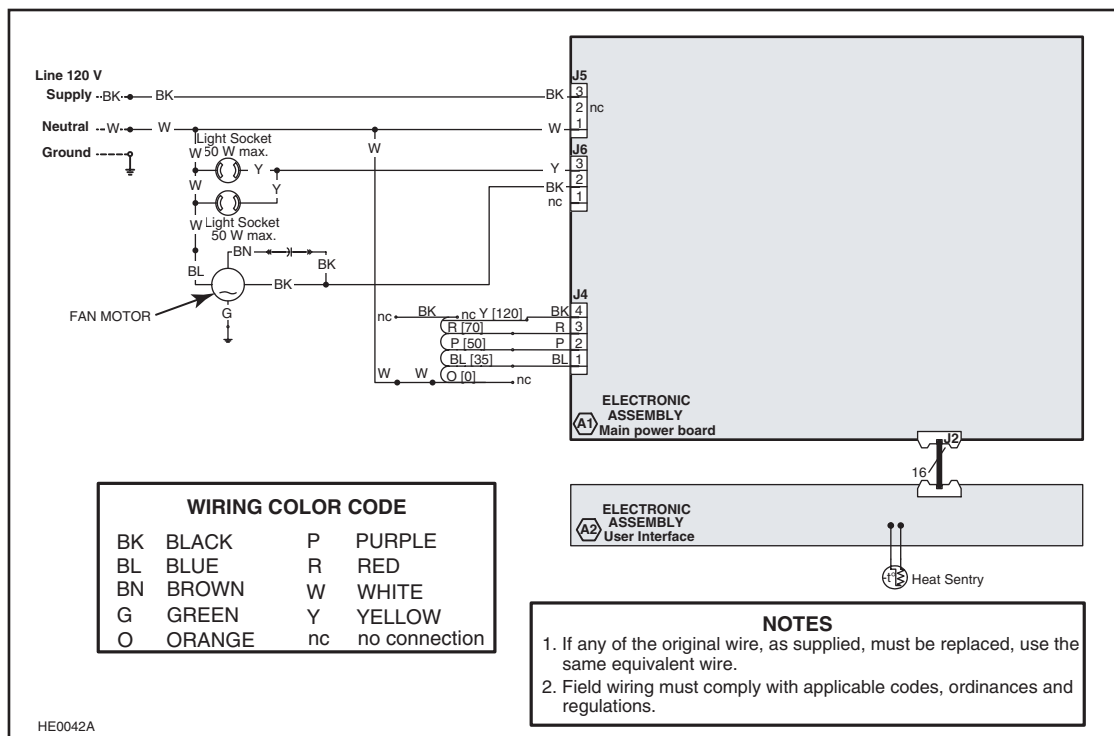 Line 120 V
Supply BK BK BK
Neutral W W W W
Ground
J5
3
2 nc
1
Light Socket
50 W max.
W Y Y
J6
3
2
1
BK
nc
W Y
Light Socket
50 W max.
W
BN
BK
BL
BK
FAN MOTOR
G
J4
nc BK nc Y [120] BK 4
R [70] R 3
P [50] P 2
BL [35] BL 1
W W O [0] nc
ELECTRONIC
ASSEMBLY
A1 Main power board
J2
16
ELECTRONIC
ASSEMBLY
A2 User Interface
-t° Heat Sentry
WIRING COLOR CODE
BK BLACK P PURPLE
BL BLUE R RED
BN BROWN W WHITE
G GREEN Y YELLOW
O ORANGE nc no connection
NOTES
1. If any of the original wire, as supplied, must be replaced, use the
same equivalent wire.
2. Field wiring must comply with applicable codes, ordinances and
regulations.
HE0042A